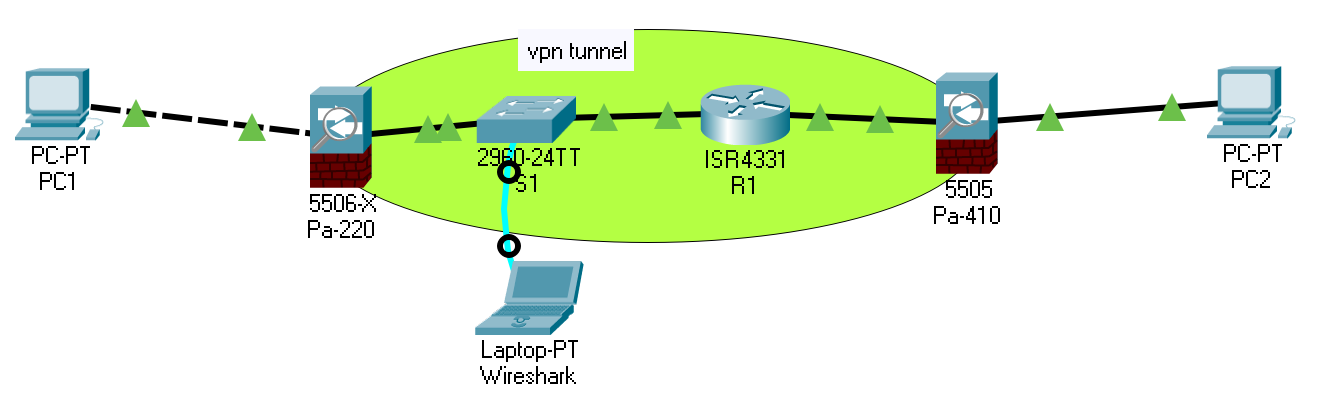 vpn tunnel
PC-PT
PC1
5506-X
Pa-220
2960-24TT
S1
ISR4331
R1
5505
Pa-410
PC-PT
PC2
Laptop-PT
Wireshark